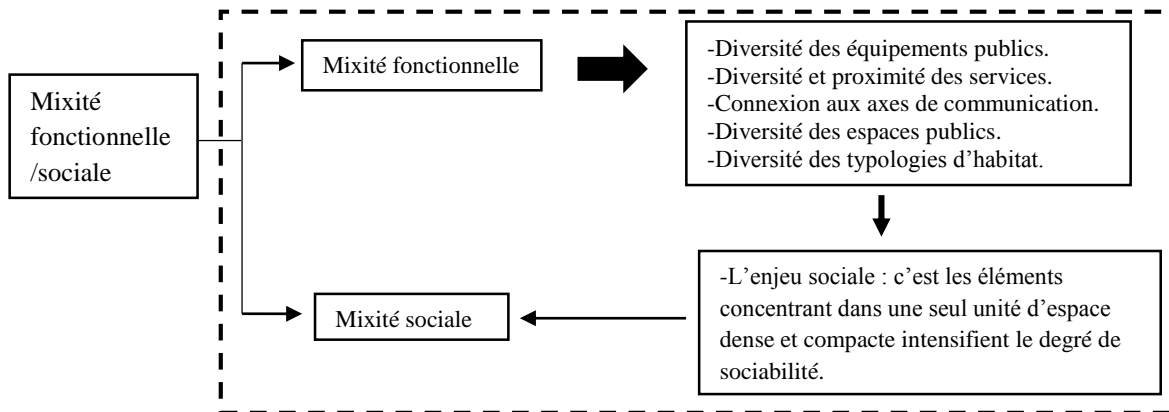 Mixité
fonctionnelle
/sociale
Mixité fonctionnelle
-Diversité des équipements publics.
-Diversité et proximité des services.
-Connexion aux axes de communication.
-Diversité des espaces publics.
-Diversité des typologies d’habitat.
Mixité sociale
-L’enjeu sociale : c’est les éléments
concentrant dans une seul unité d’espace
dense et compacte intensifient le degré de
sociabilité.